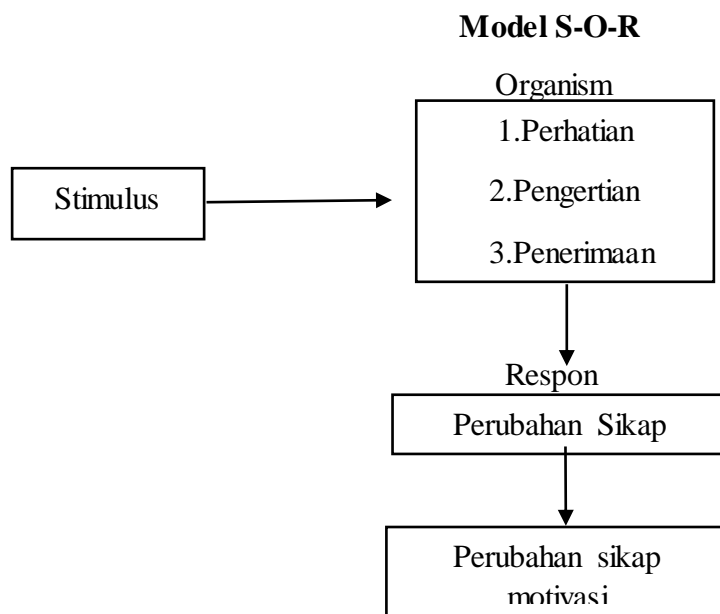 Model S-O-R
Organism
1.Perhatian
Stimulus
2.Pengertian
3.Penerimaan
Respon
Perubahan Sikap
Perubahan sikap
motivasi